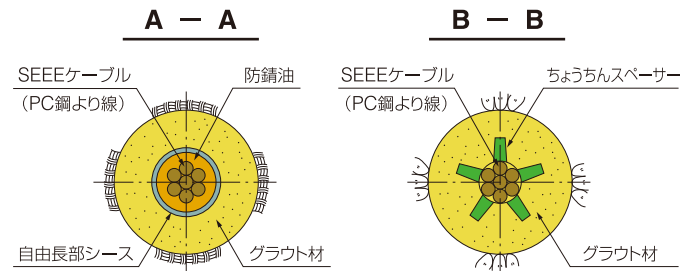 A － A
SEEEケーブル
（PC鋼より線）
防錆油
自由長部シース
グラウト材
B － B
SEEEケーブル
（PC鋼より線）
ちょうちんスペーサー
グラウト材